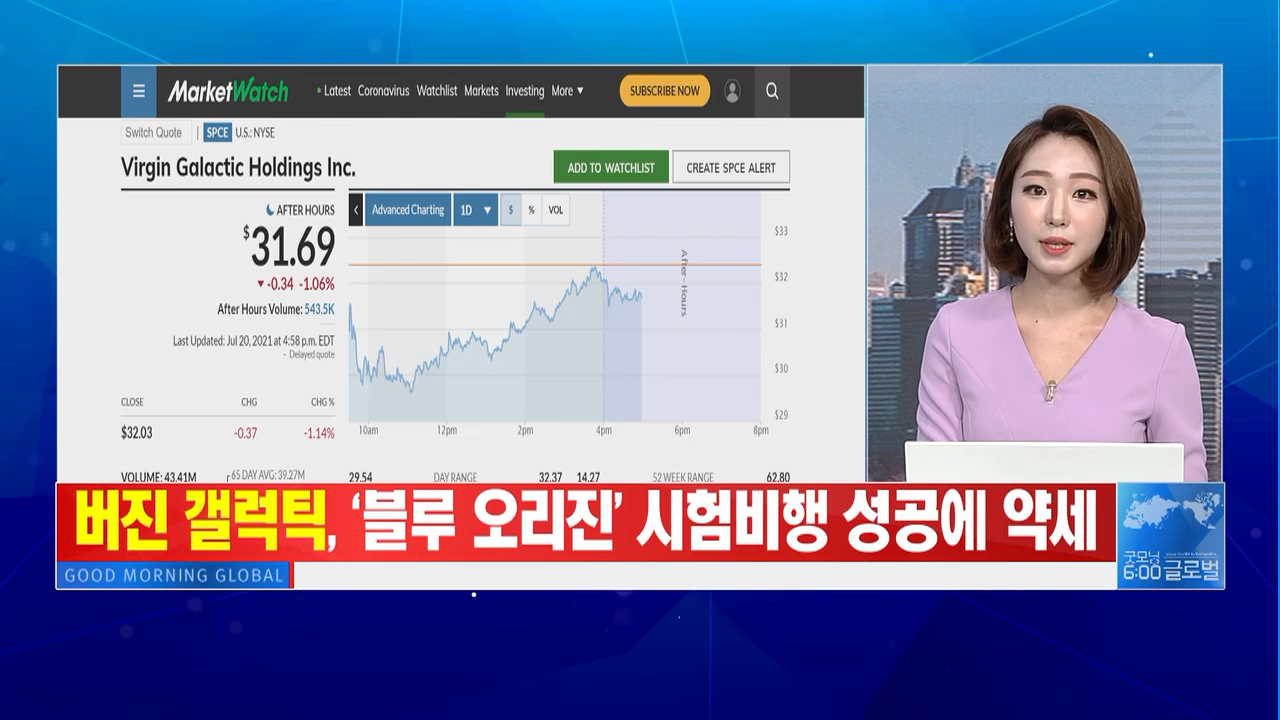 MarketWatch
Latest Coronavirus Watchlist Markets Investing More ▼
SUBSCRIBE NOW
Switch Quote | SPCE U.S.: NYSE
Virgin Galactic Holdings Inc.
ADD TO WATCHLIST
CREATE SPCE ALERT
AFTER HOURS
$31.69
▼ -0.34 -1.06%
After Hours Volume: 543.5K
Last Updated: Jul 20, 2021 at 4:58 p.m. EDT
- Delayed quote
CLOSE CHG CHG %
$32.03 -0.37 -1.14%
Advanced Charting 1D ▼ $ % VOL
After-Hours
$33
$32
$31
$30
$29
10am 12pm 2pm 4pm 6pm 8pm
VOLUME: 43.41M 65 DAY AVG: 39.27M 29.54 DAY RANGE 32.37 14.27 52 WEEK RANGE 62.80
버진 갤럭틱, ‘블루 오리진’ 시험비행 성공에 약세
GOOD MORNING GLOBAL
굿모닝
6:00 글로벌